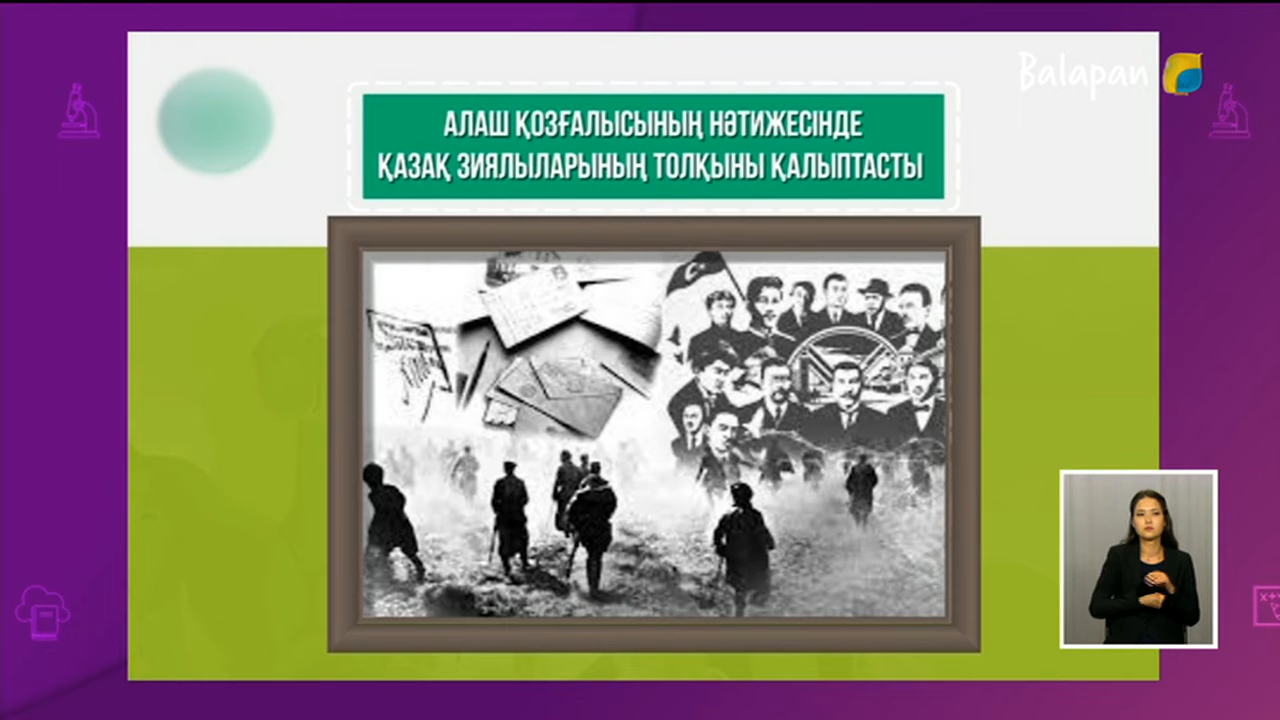 Balapan
АЛАШ ҚОЗҒАЛЫСЫНЫҢ НӘТИЖЕСІНДЕ
ҚАЗАҚ ЗИЯЛЫЛАРЫНЫҢ ТОЛҚЫНЫ ҚАЛЫПТАСТЫ